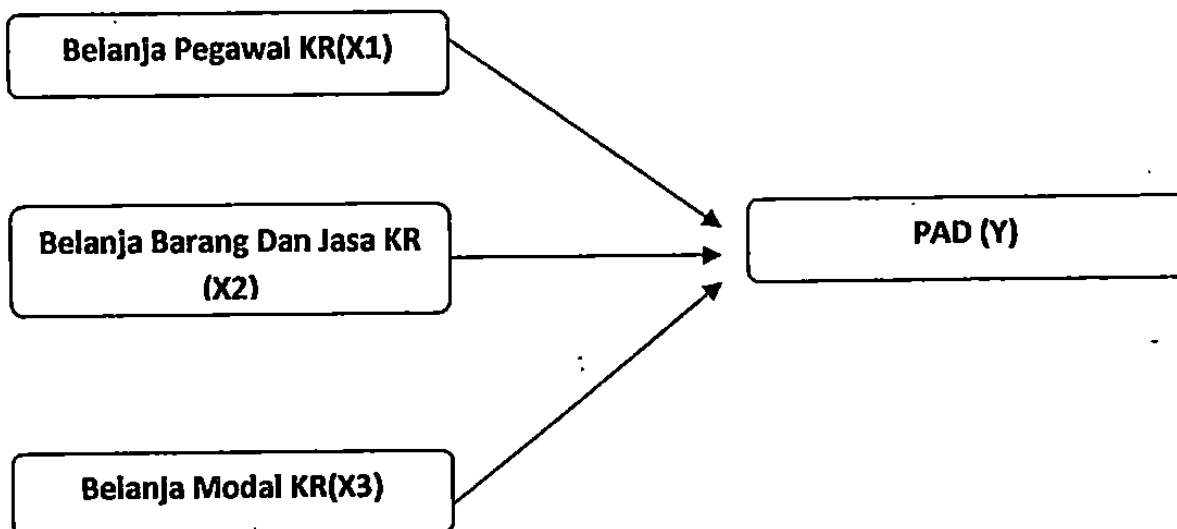 Belanja Pegawai KR(X1)
Belanja Barang Dan Jasa KR
(X2)
PAD (Y)
Belanja Modal KR(X3)